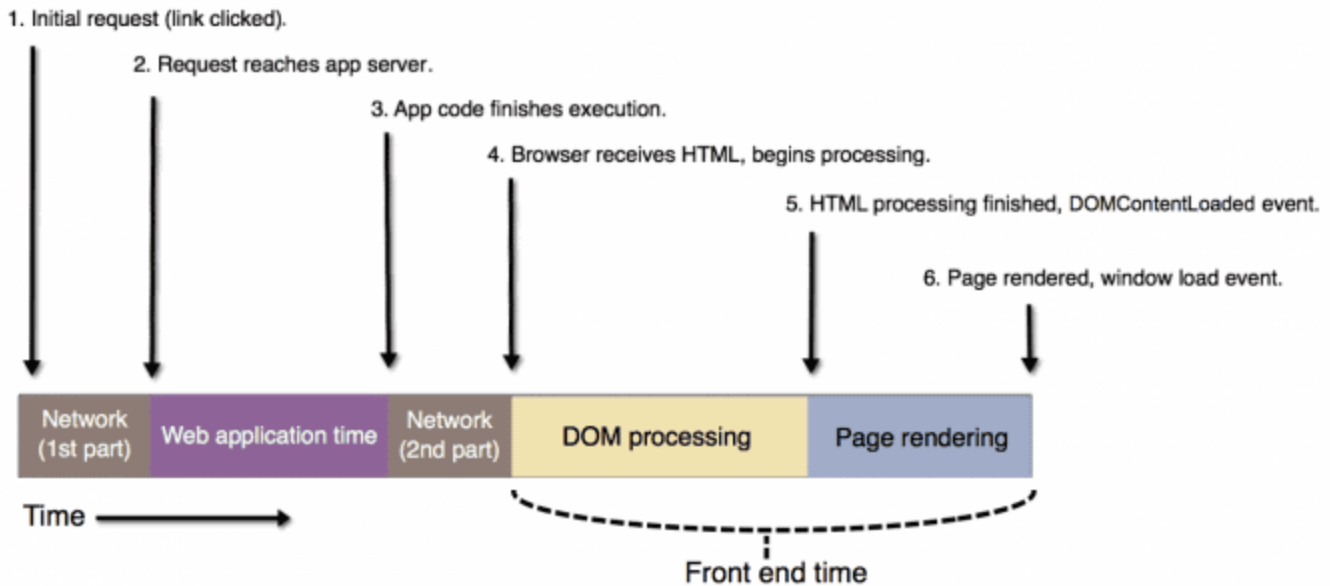 1. Initial request (link clicked).
2. Request reaches app server.
3. App code finishes execution.
4. Browser receives HTML, begins processing.
5. HTML processing finished, DOMContentLoaded event.
6. Page rendered, window load event.
Network
(1st part)
Web application time
Network
(2nd part)
DOM processing
Page rendering
Time
Front end time